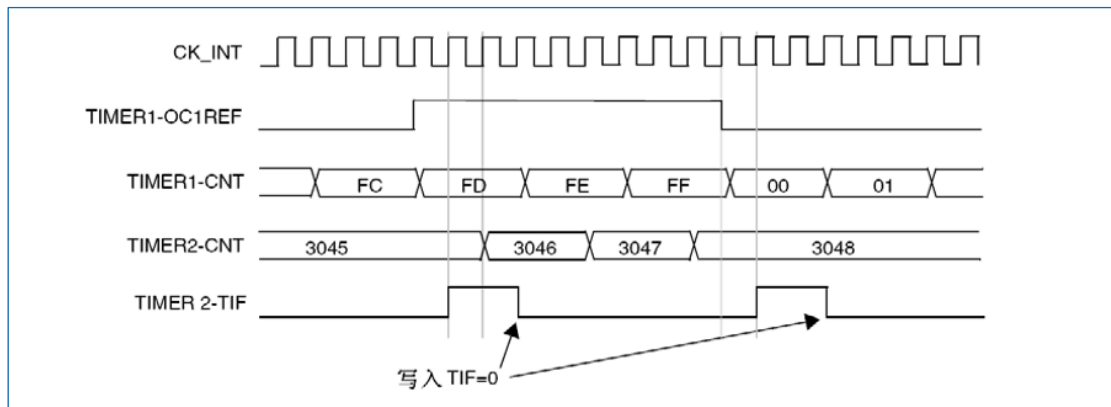 CK_INT
TIMER1-OC1REF
TIMER1-CNT FC FD FE FF 00 01
TIMER2-CNT 3045 3046 3047 3048
TIMER 2-TIF
写入 TIF=0